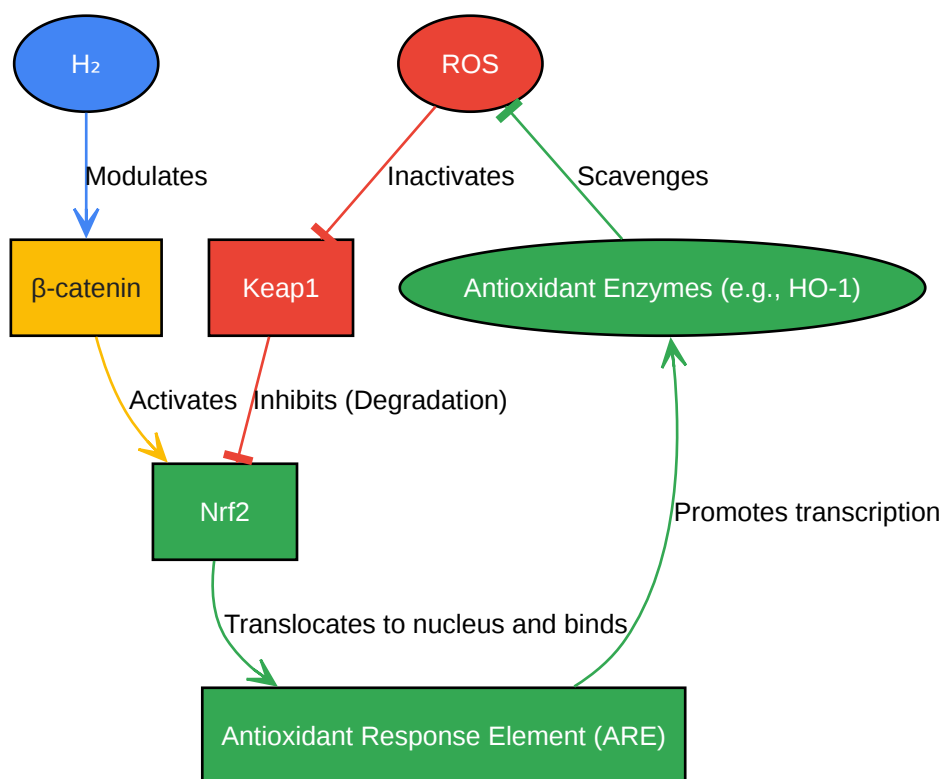 H₂
ROS
Modulates
Inactivates
Scavenges
β-catenin
Keap1
Antioxidant Enzymes (e.g., HO-1)
Activates
Inhibits (Degradation)
Nrf2
Promotes transcription
Translocates to nucleus and binds
Antioxidant Response Element (ARE)